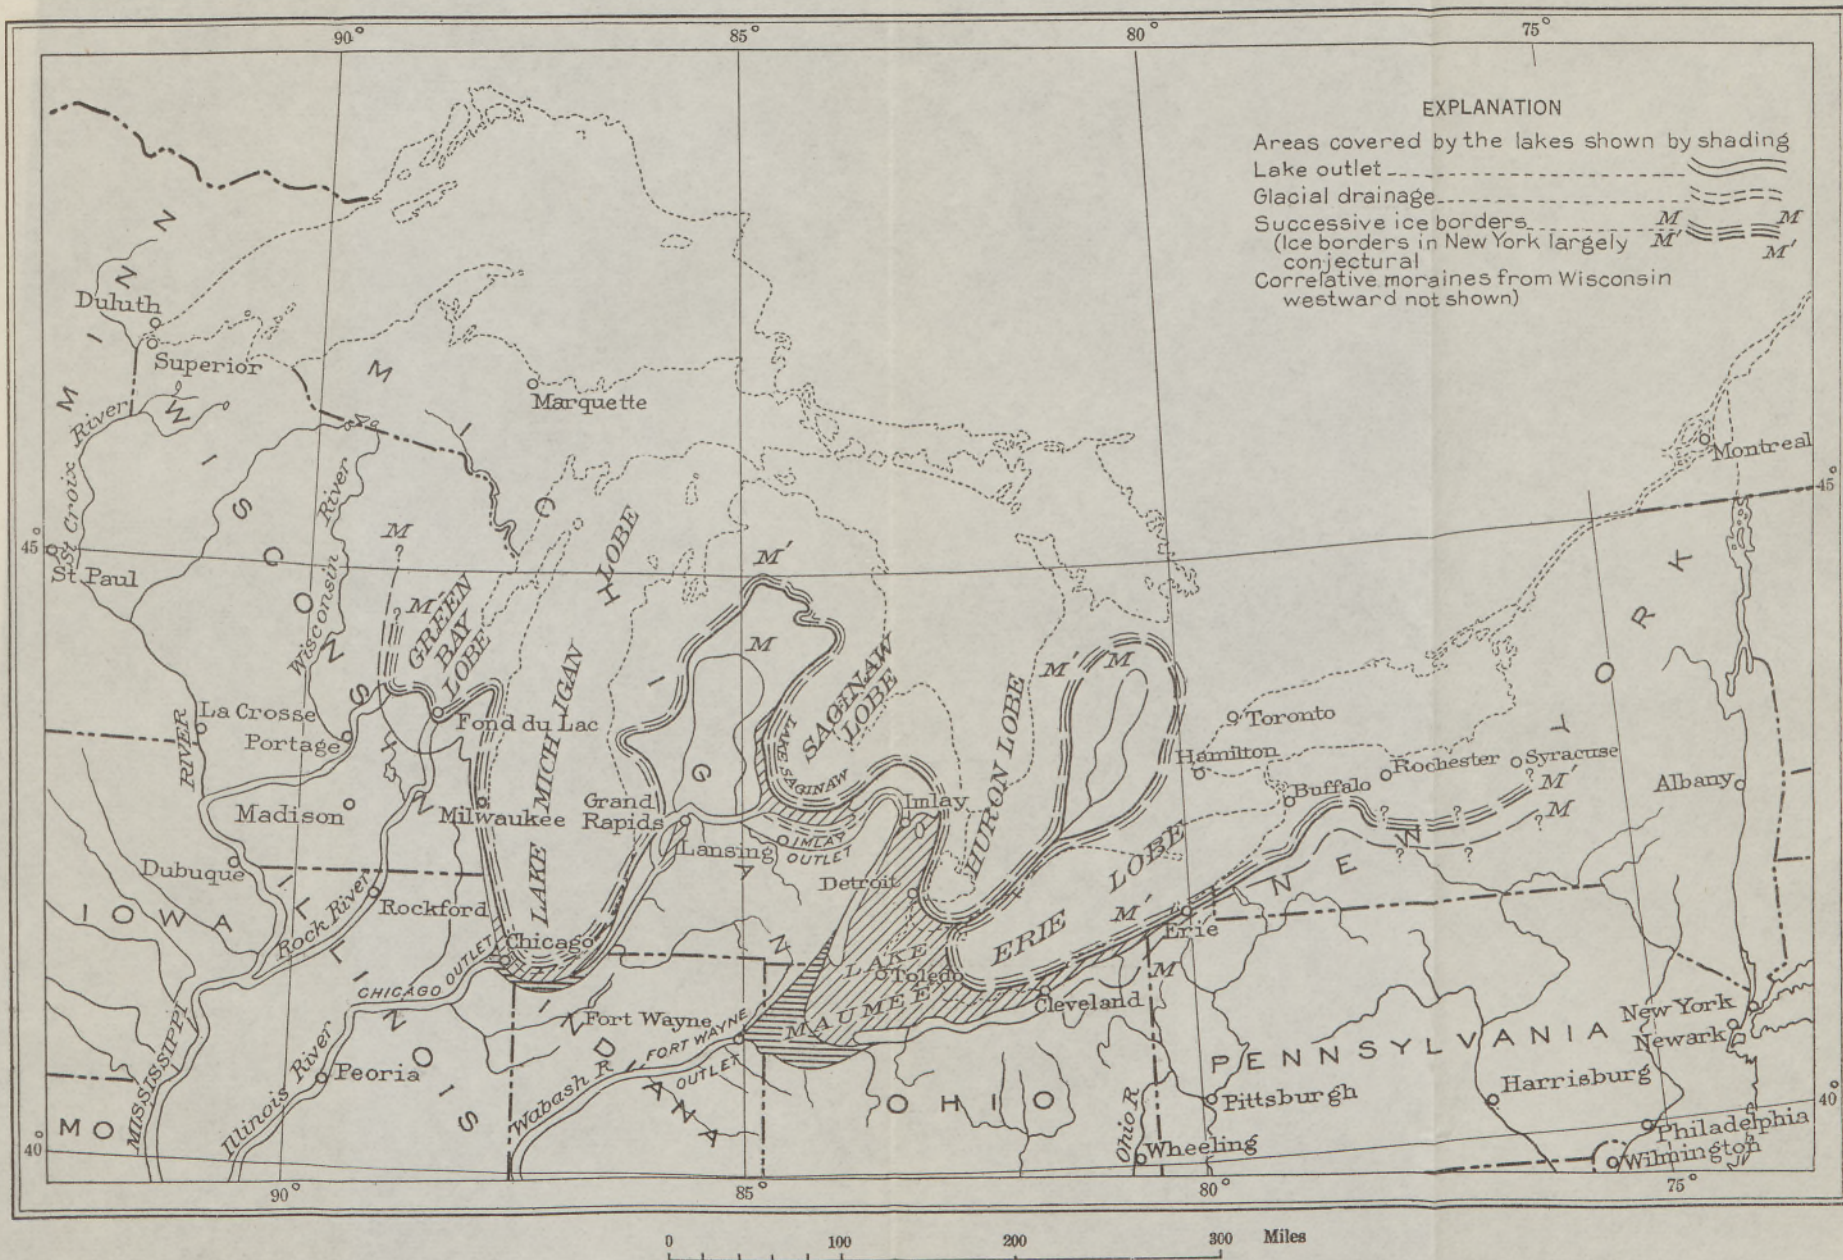 90°
85°
80°
75°
EXPLANATION
Areas covered by the lakes shown by shading
Lake outlet
Glacial drainage
Successive ice borders
(Ice borders in New York largely
conjectural
Correlative moraines from Wisconsin
westward not shown)
M M
M' M'
MINN
Duluth
Superior
Marquette
WISCONSIN
MICHIGAN
St Croix River
Wisconsin River
St Paul
45°
45°
Montreal
M
M'
GREEN
BAY
LOBE
LAKE MICHIGAN LOBE
M'
M
SAGINAW
LOBE
LAKE SAGINAW
HURON LOBE
M'
M
La Crosse
Portage
Fond du Lac
RIVER
Madison
Milwaukee
Grand
Rapids
Lansing
IMLAY
OUTLET
Imlay
Detroit
Toronto
Hamilton
Buffalo
Rochester
Syracuse
Albany
NEW YORK
M'
M
ERIE LOBE
M'
Erie
M
Dubuque
IOWA
ILLINOIS
Rock River
Rockford
Chicago
CHICAGO OUTLET
LAKE
MAUMEE
Toledo
Cleveland
Fort Wayne
FORT WAYNE
OUTLET
Wabash R
INDIANA
MISSISSIPPI
Illinois River
Peoria
MO
OHIO
Ohio R
Wheeling
Pittsburgh
PENNSYLVANIA
Harrisburg
New York
Newark
Philadelphia
Wilmington
40°
40°
90°
85°
80°
75°
0 100 200 300 Miles